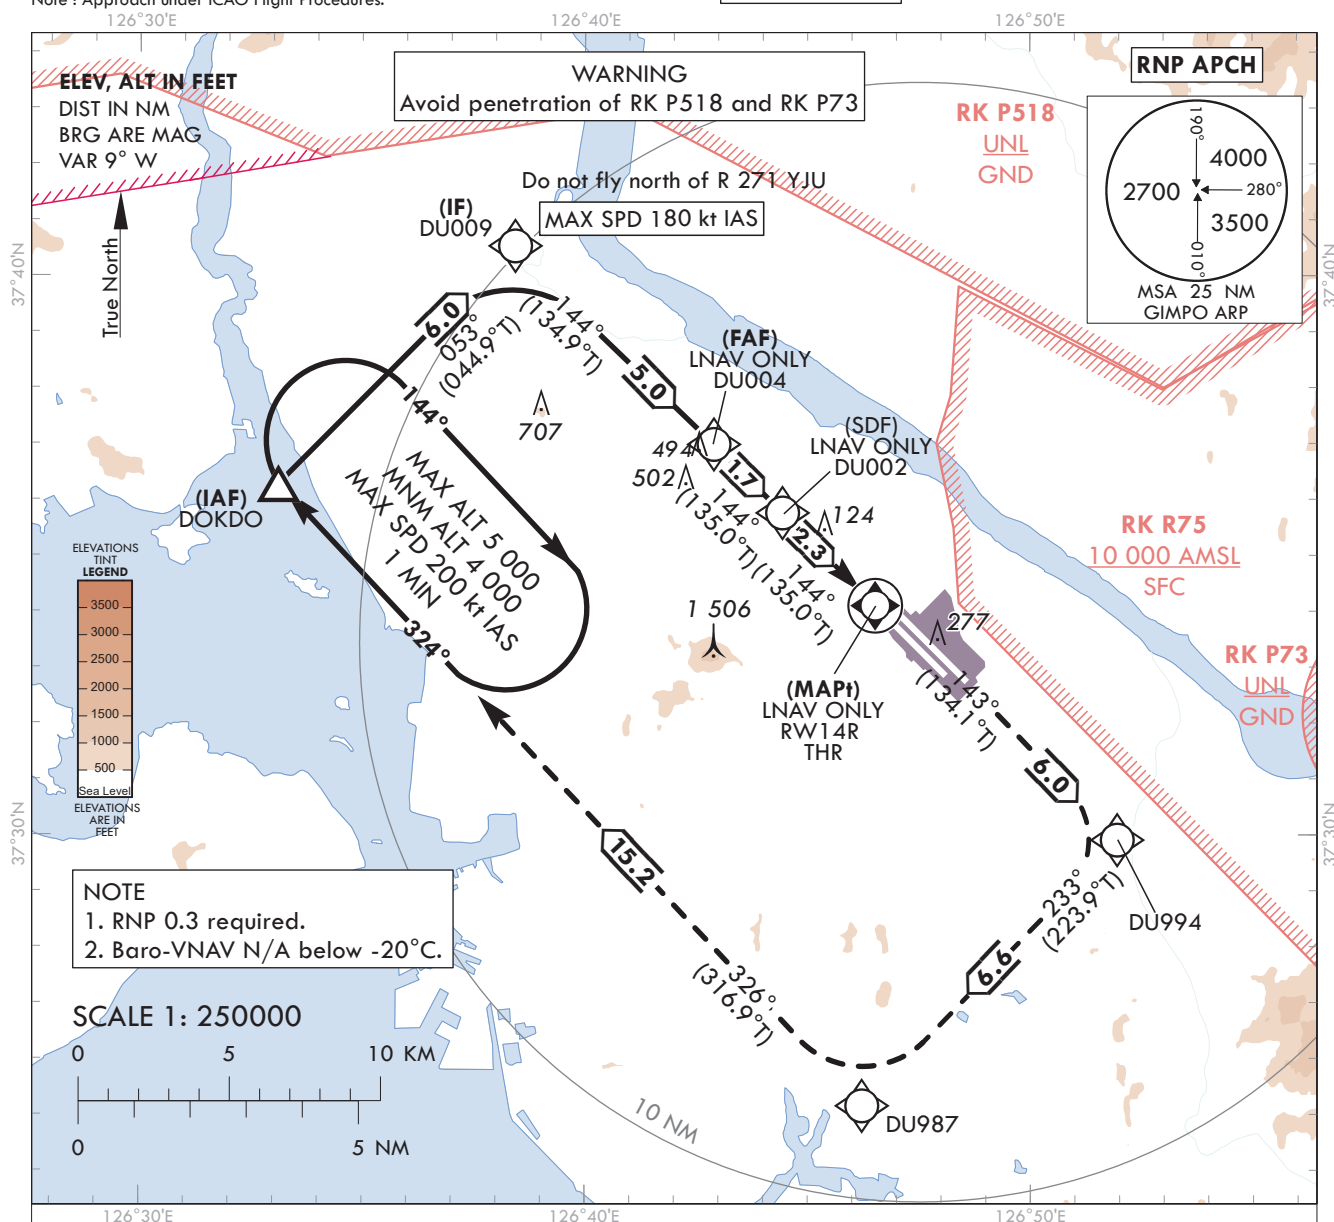 Note : Approach under ICAO Flight Procedures.
126°30'E
126°40'E
126°50'E
ELEV, ALT IN FEET
DIST IN NM
BRG ARE MAG
VAR 9° W
True North
WARNING
Avoid penetration of RK P518 and RK P73
RNP APCH
RK P518
UNL
GND
190°
4000
2700
280°
3500
010°
MSA 25 NM
GIMPO ARP
Do not fly north of R 271 YJU
MAX SPD 180 kt IAS
(IF)
DU009
37°40'N
37°40'N
6.0
053°
(044.9°T)
144°
(134.9°T)
5.0
(FAF)
LNAV ONLY
DU004
707
144°
494
502
1.7
144°
(135.0°T)
(SDF)
LNAV ONLY
DU002
124
2.3
144°
(135.0°T)
(IAF)
DOKDO
MAX ALT 5 000
MNM ALT 4 000
MAX SPD 200 kt IAS
1 MIN
324°
RK R75
10 000 AMSL
SFC
ELEVATIONS
TINT
LEGEND
3500
3000
2500
2000
1500
1000
500
Sea Level
ELEVATIONS
ARE IN
FEET
1 506
277
(MAPt)
LNAV ONLY
RW14R
THR
143°
(134.1°T)
RK P73
UNL
GND
6.0
37°30'N
37°30'N
15.2
DU994
233°
(223.9°T)
6.6
326°
(316.9°T)
NOTE
1. RNP 0.3 required.
2. Baro-VNAV N/A below -20°C.
SCALE 1: 250000
0 5 10 KM
0 5 NM
10 NM
DU987
126°30'E
126°40'E
126°50'E